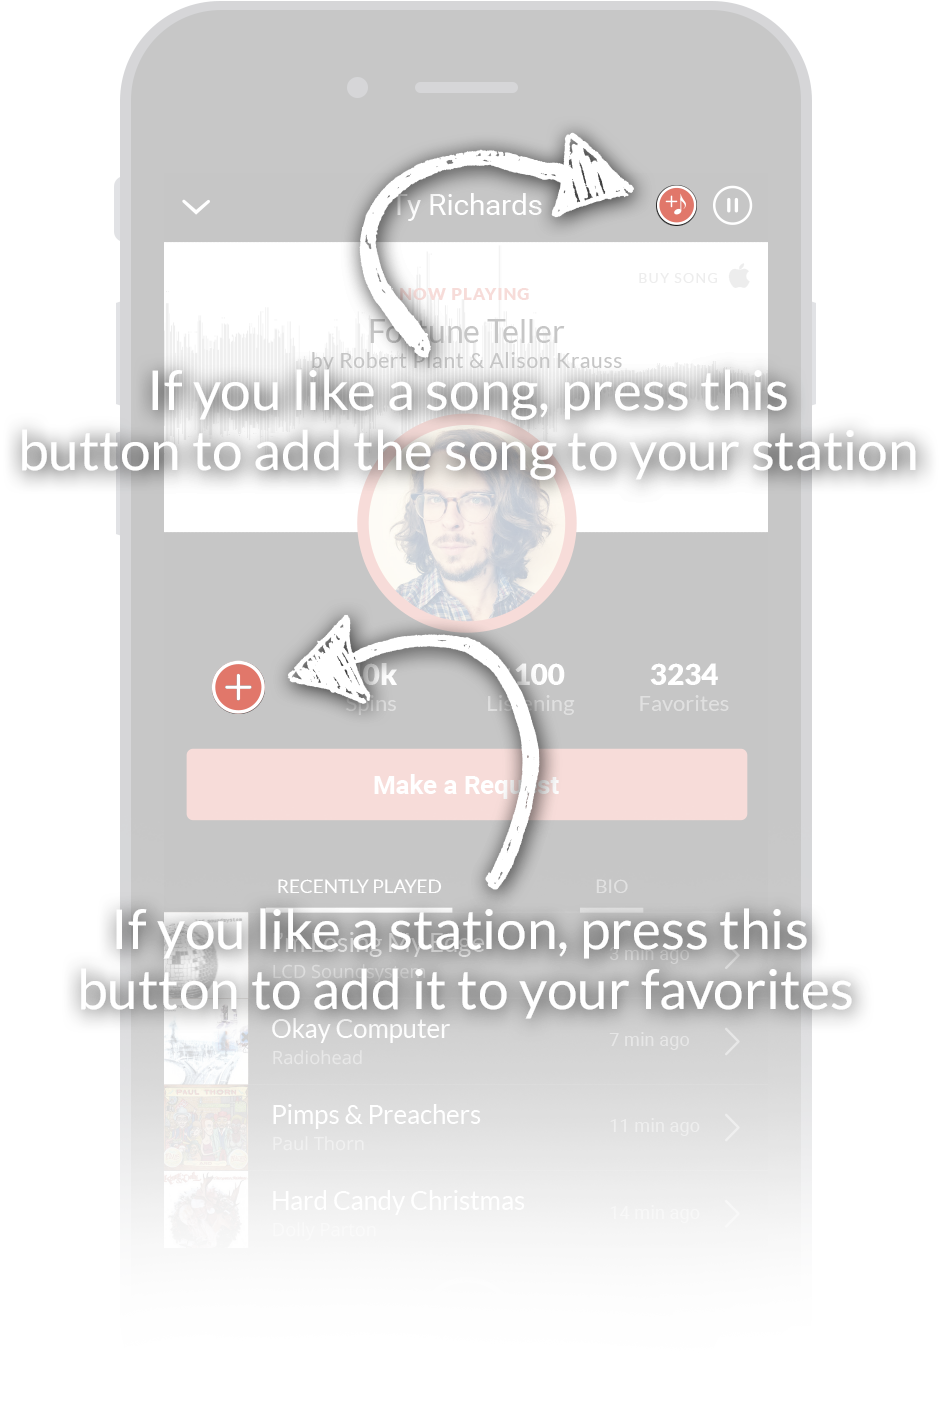 Ty Richards
BUY SONG
NOW PLAYING
Fortune Teller
by Robert Plant & Alison Krauss
If you like a song, press this
button to add the song to your station
0k 100 3234
Spins Listening Favorites
Make a Request
RECENTLY PLAYED BIO
If you like a station, press this
I'm Losing My Edge
3 min ago
LCD Soundsystem
button to add it to your favorites
Okay Computer
7 min ago
Radiohead
PAUL THORN
Pimps & Preachers
11 min ago
Paul Thorn
Hard Candy Christmas
14 min ago
Dolly Parton